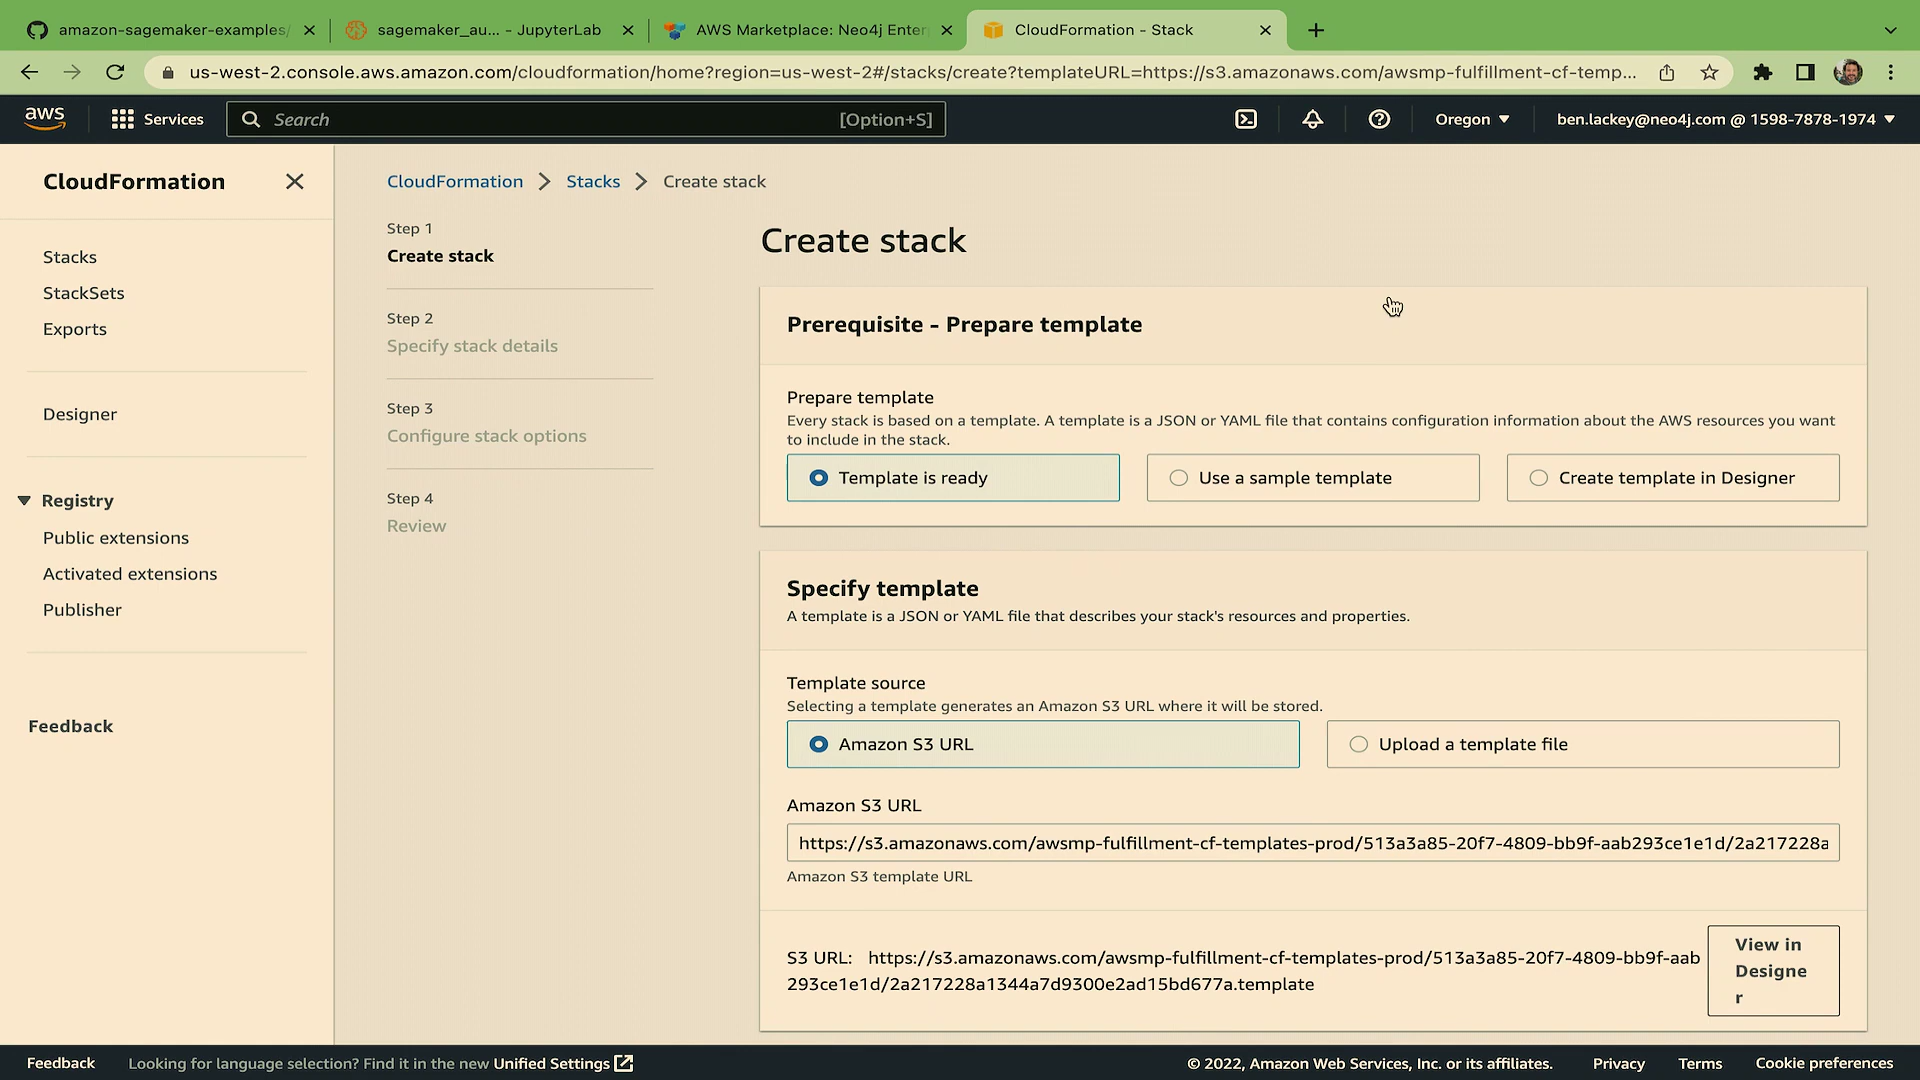 amazon-sagemaker-examples/
sagemaker_au... - JupyterLab
AWS Marketplace: Neo4j Enter
CloudFormation - Stack
us-west-2.console.aws.amazon.com/cloudformation/home?region=us-west-2#/stacks/create?templateURL=https://s3.amazonaws.com/awsmp-fulfillment-cf-temp...
aws
Services
Search
[Option+S]
Oregon
ben.lackey@neo4j.com @ 1598-7878-1974
CloudFormation
Stacks
StackSets
Exports
Designer
Registry
Public extensions
Activated extensions
Publisher
Feedback
CloudFormation
Stacks
Create stack
Step 1
Create stack
Step 2
Specify stack details
Step 3
Configure stack options
Step 4
Review
Create stack
Prerequisite - Prepare template
Prepare template
Every stack is based on a template. A template is a JSON or YAML file that contains configuration information about the AWS resources you want
to include in the stack.
Template is ready
Use a sample template
Create template in Designer
Specify template
A template is a JSON or YAML file that describes your stack's resources and properties.
Template source
Selecting a template generates an Amazon S3 URL where it will be stored.
Amazon S3 URL
Upload a template file
Amazon S3 URL
https://s3.amazonaws.com/awsmp-fulfillment-cf-templates-prod/513a3a85-20f7-4809-bb9f-aab293ce1e1d/2a217228a
Amazon S3 template URL
S3 URL: https://s3.amazonaws.com/awsmp-fulfillment-cf-templates-prod/513a3a85-20f7-4809-bb9f-aab
293ce1e1d/2a217228a1344a7d9300e2ad15bd677a.template
View in
Designe
r
Feedback
Looking for language selection? Find it in the new Unified Settings
© 2022, Amazon Web Services, Inc. or its affiliates.
Privacy
Terms
Cookie preferences